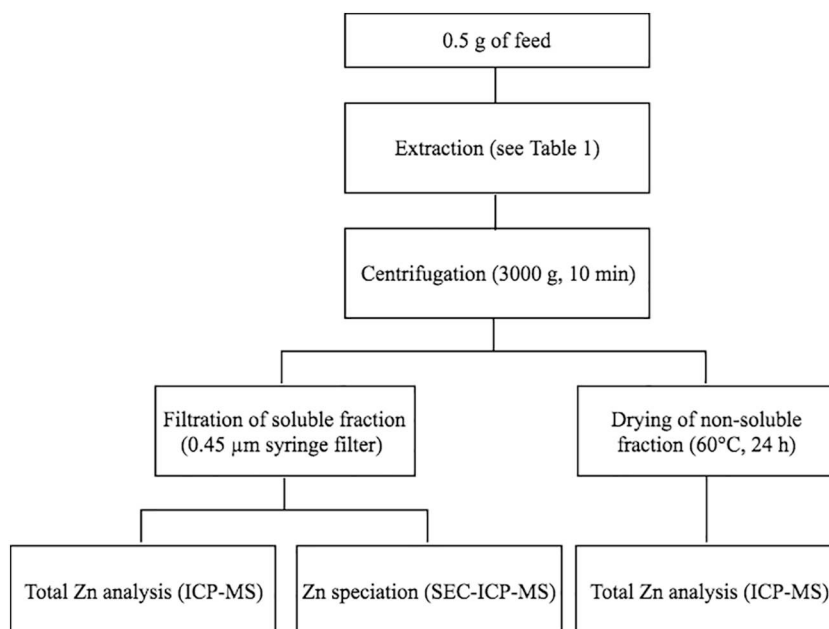 0.5 g of feed
Extraction (see Table 1)
Centrifugation (3000 g, 10 min)
Filtration of soluble fraction
(0.45 µm syringe filter)
Drying of non-soluble
fraction (60°C, 24 h)
Total Zn analysis (ICP-MS)
Zn speciation (SEC-ICP-MS)
Total Zn analysis (ICP-MS)